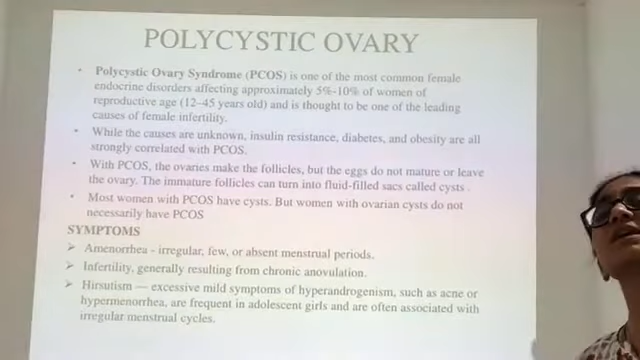 POLYCYSTIC OVARY
• Polycystic Ovary Syndrome (PCOS) is one of the most common female
endocrine disorders affecting approximately 5%-10% of women of
reproductive age (12–45 years old) and is thought to be one of the leading
causes of female infertility.
• While the causes are unknown, insulin resistance, diabetes, and obesity are all
strongly correlated with PCOS.
• With PCOS, the ovaries make the follicles, but the eggs do not mature or leave
the ovary. The immature follicles can turn into fluid-filled sacs called cysts .
• Most women with PCOS have cysts. But women with ovarian cysts do not
necessarily have PCOS
SYMPTOMS
➢ Amenorrhea - irregular, few, or absent menstrual periods.
➢ Infertility, generally resulting from chronic anovulation.
➢ Hirsutism — excessive mild symptoms of hyperandrogenism, such as acne or
hypermenorrhea, are frequent in adolescent girls and are often associated with
irregular menstrual cycles.